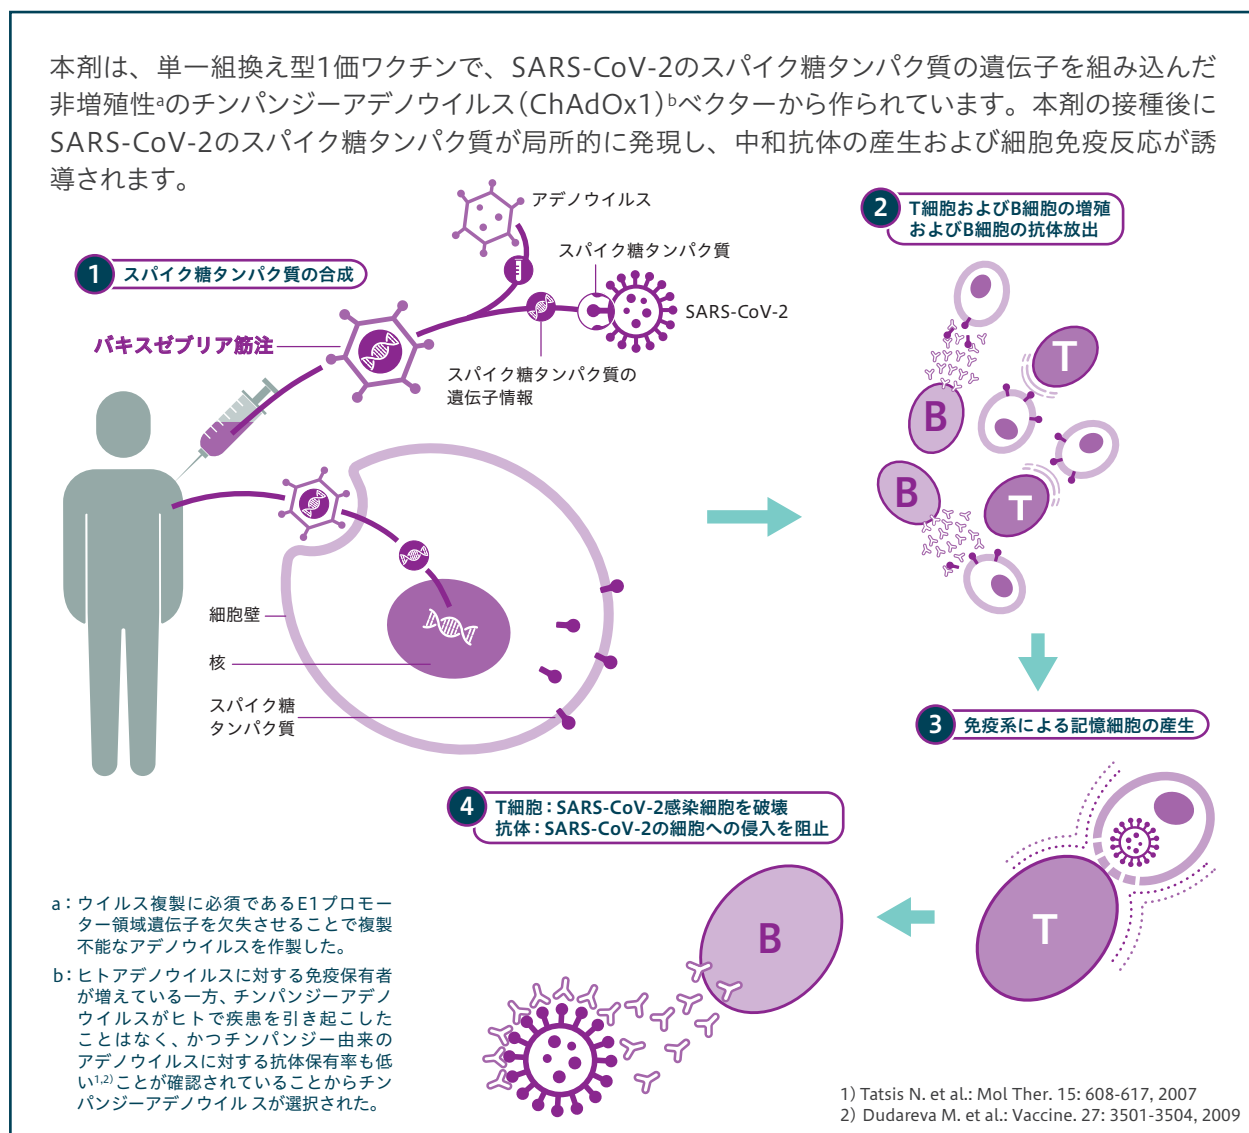 本剤は、単一組換え型1価ワクチンで、SARS-CoV-2のスパイク糖タンパク質の遺伝子を組み込んだ
非増殖性aのチンパンジーアデノウイルス(ChAdOx1)bベクターから作られています。本剤の接種後に
SARS-CoV-2のスパイク糖タンパク質が局所的に発現し、中和抗体の産生および細胞免疫反応が誘
導されます。
1 スパイク糖タンパク質の合成
アデノウイルス
スパイク糖タンパク質
SARS-CoV-2
バキスゼブリア筋注
スパイク糖タンパク質の
遺伝子情報
細胞壁
核
スパイク糖
タンパク質
2 T細胞およびB細胞の増殖
およびB細胞の抗体放出
T
B
B
T
3 免疫系による記憶細胞の産生
T
4 T細胞:SARS-CoV-2感染細胞を破壊
抗体:SARS-CoV-2の細胞への侵入を阻止
B
a:ウイルス複製に必須であるE1プロモー
ター領域遺伝子を欠失させることで複製
不能なアデノウイルスを作製した。
b:ヒトアデノウイルスに対する免疫保有者
が増えている一方、チンパンジーアデノ
ウイルスがヒトで疾患を引き起こした
ことはなく、かつチンパンジー由来の
アデノウイルスに対する抗体保有率も低
い1,2)ことが確認されていることからチン
パンジーアデノウイル スが選択された。
1) Tatsis N. et al.: Mol Ther. 15: 608-617, 2007
2) Dudareva M. et al.: Vaccine. 27: 3501-3504, 2009